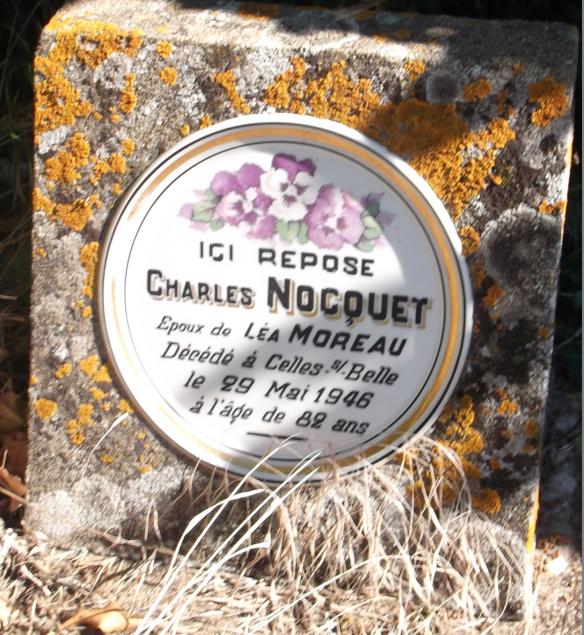 ICI REPOSE
CHARLES NOCQUET
Epoux de LÉA MOREAU
Décédé à Celles-s/-Belle
le 29 Mai 1946
à l'âge de 82 ans